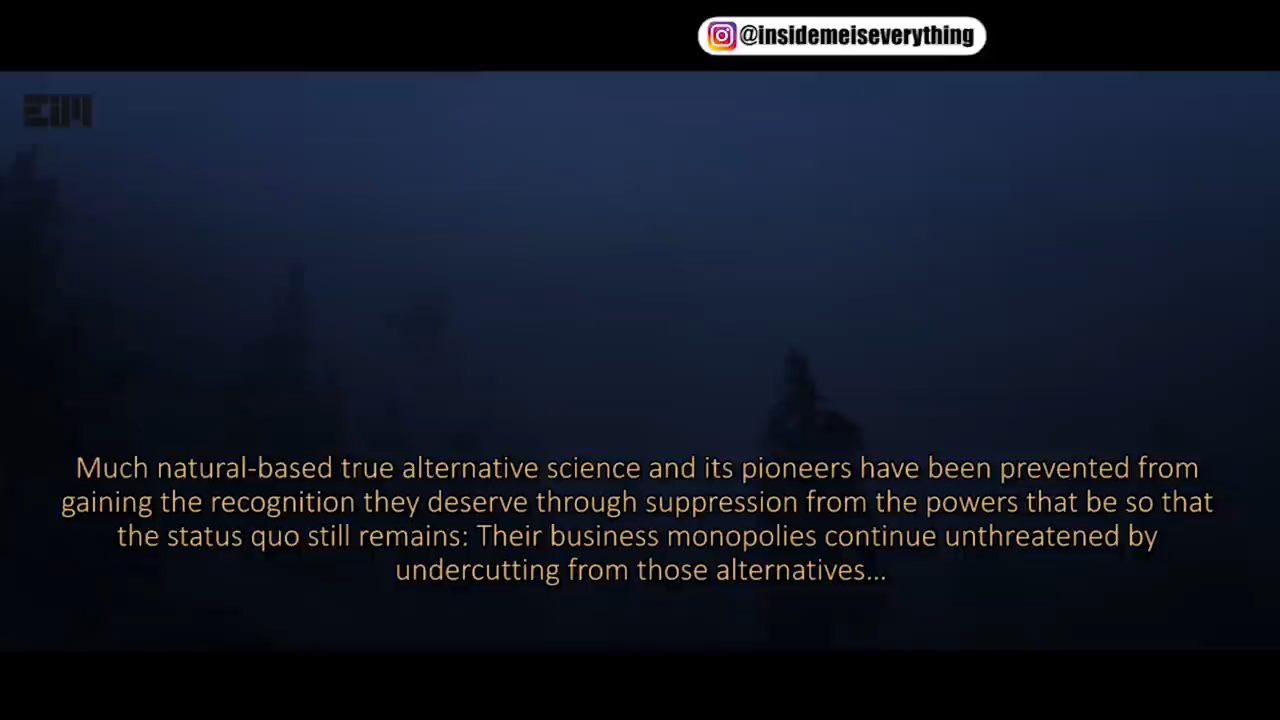 @insidemeiseverything
EiM
Much natural-based true alternative science and its pioneers have been prevented from
gaining the recognition they deserve through suppression from the powers that be so that
the status quo still remains: Their business monopolies continue unthreatened by
undercutting from those alternatives...